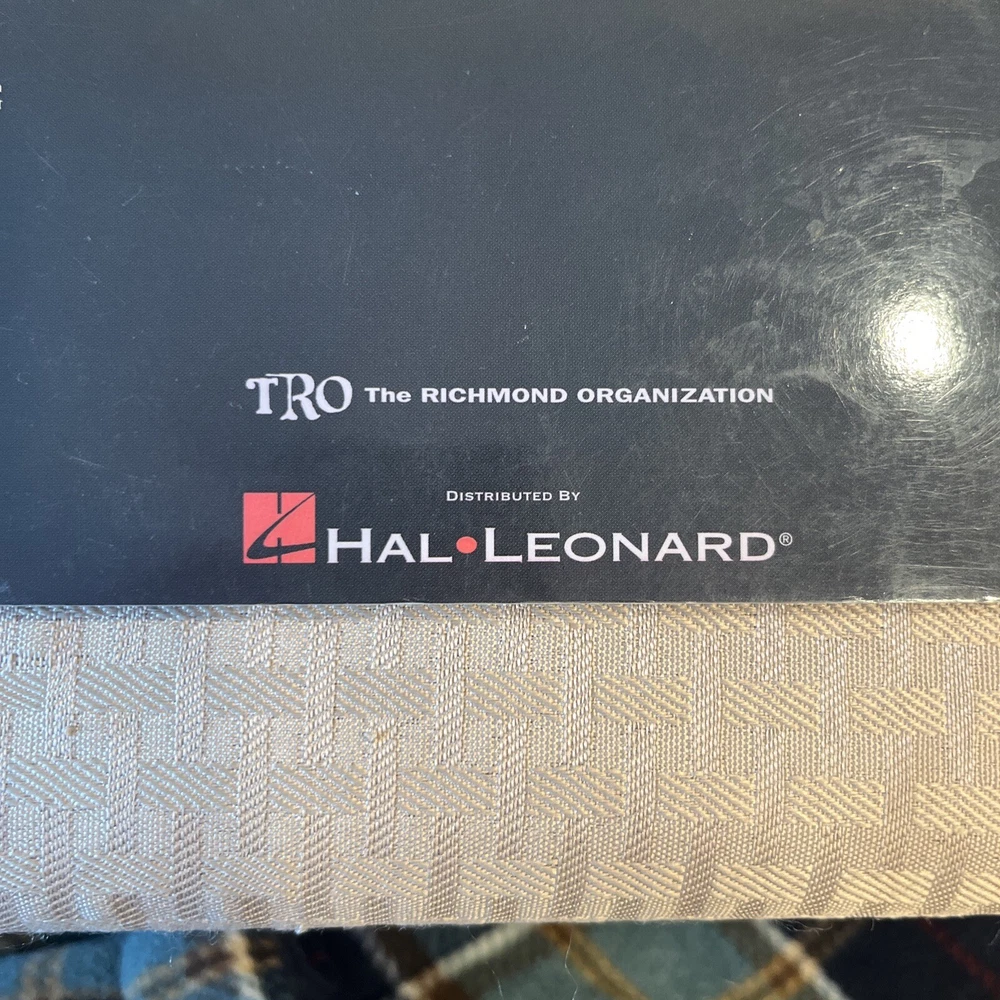 TRO The RICHMOND ORGANIZATION
DISTRIBUTED BY
HAL•LEONARD®